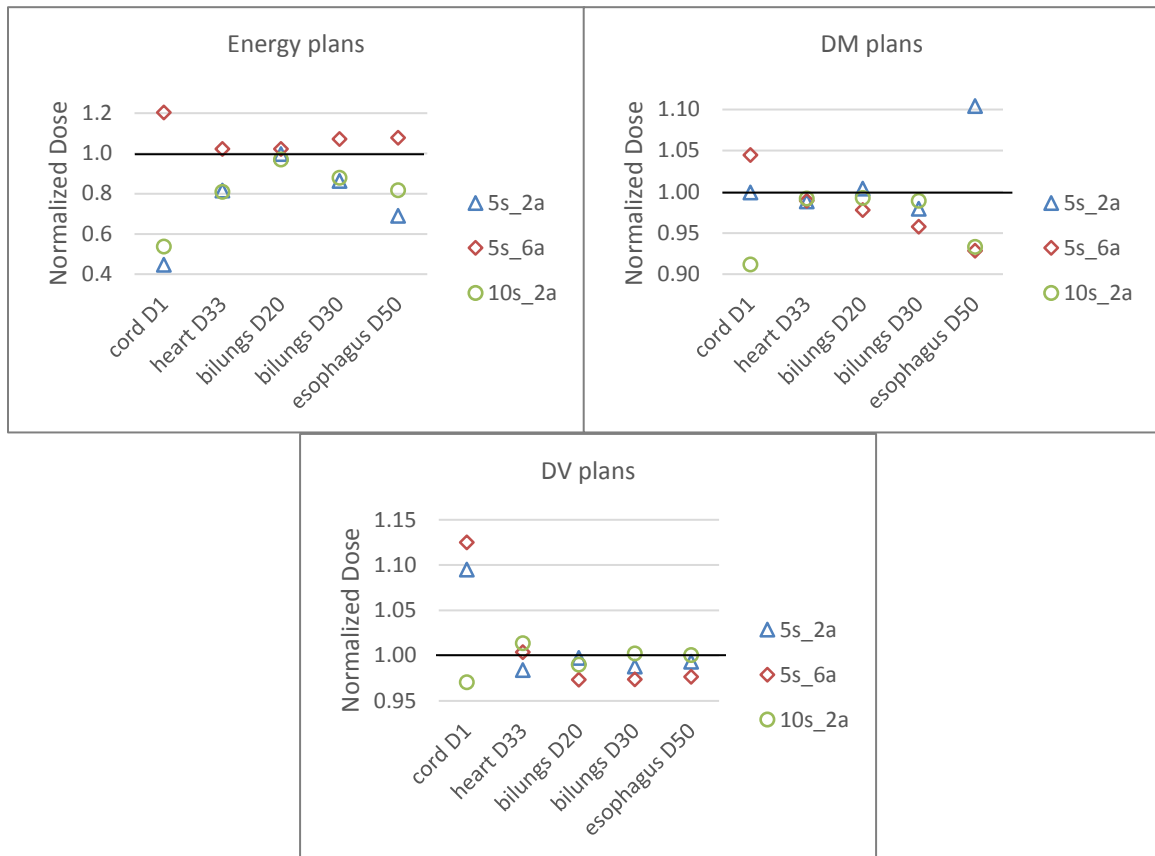 Energy plans
Normalized Dose
1.2
1.0
0.8
0.6
0.4
cord D1
heart D33
bilungs D20
bilungs D30
esophagus D50
5s_2a
5s_6a
10s_2a
DM plans
Normalized Dose
1.10
1.05
1.00
0.95
0.90
cord D1
heart D33
bilungs D20
bilungs D30
esophagus D50
5s_2a
5s_6a
10s_2a
DV plans
Normalized Dose
1.15
1.10
1.05
1.00
0.95
cord D1
heart D33
bilungs D20
bilungs D30
esophagus D50
5s_2a
5s_6a
10s_2a